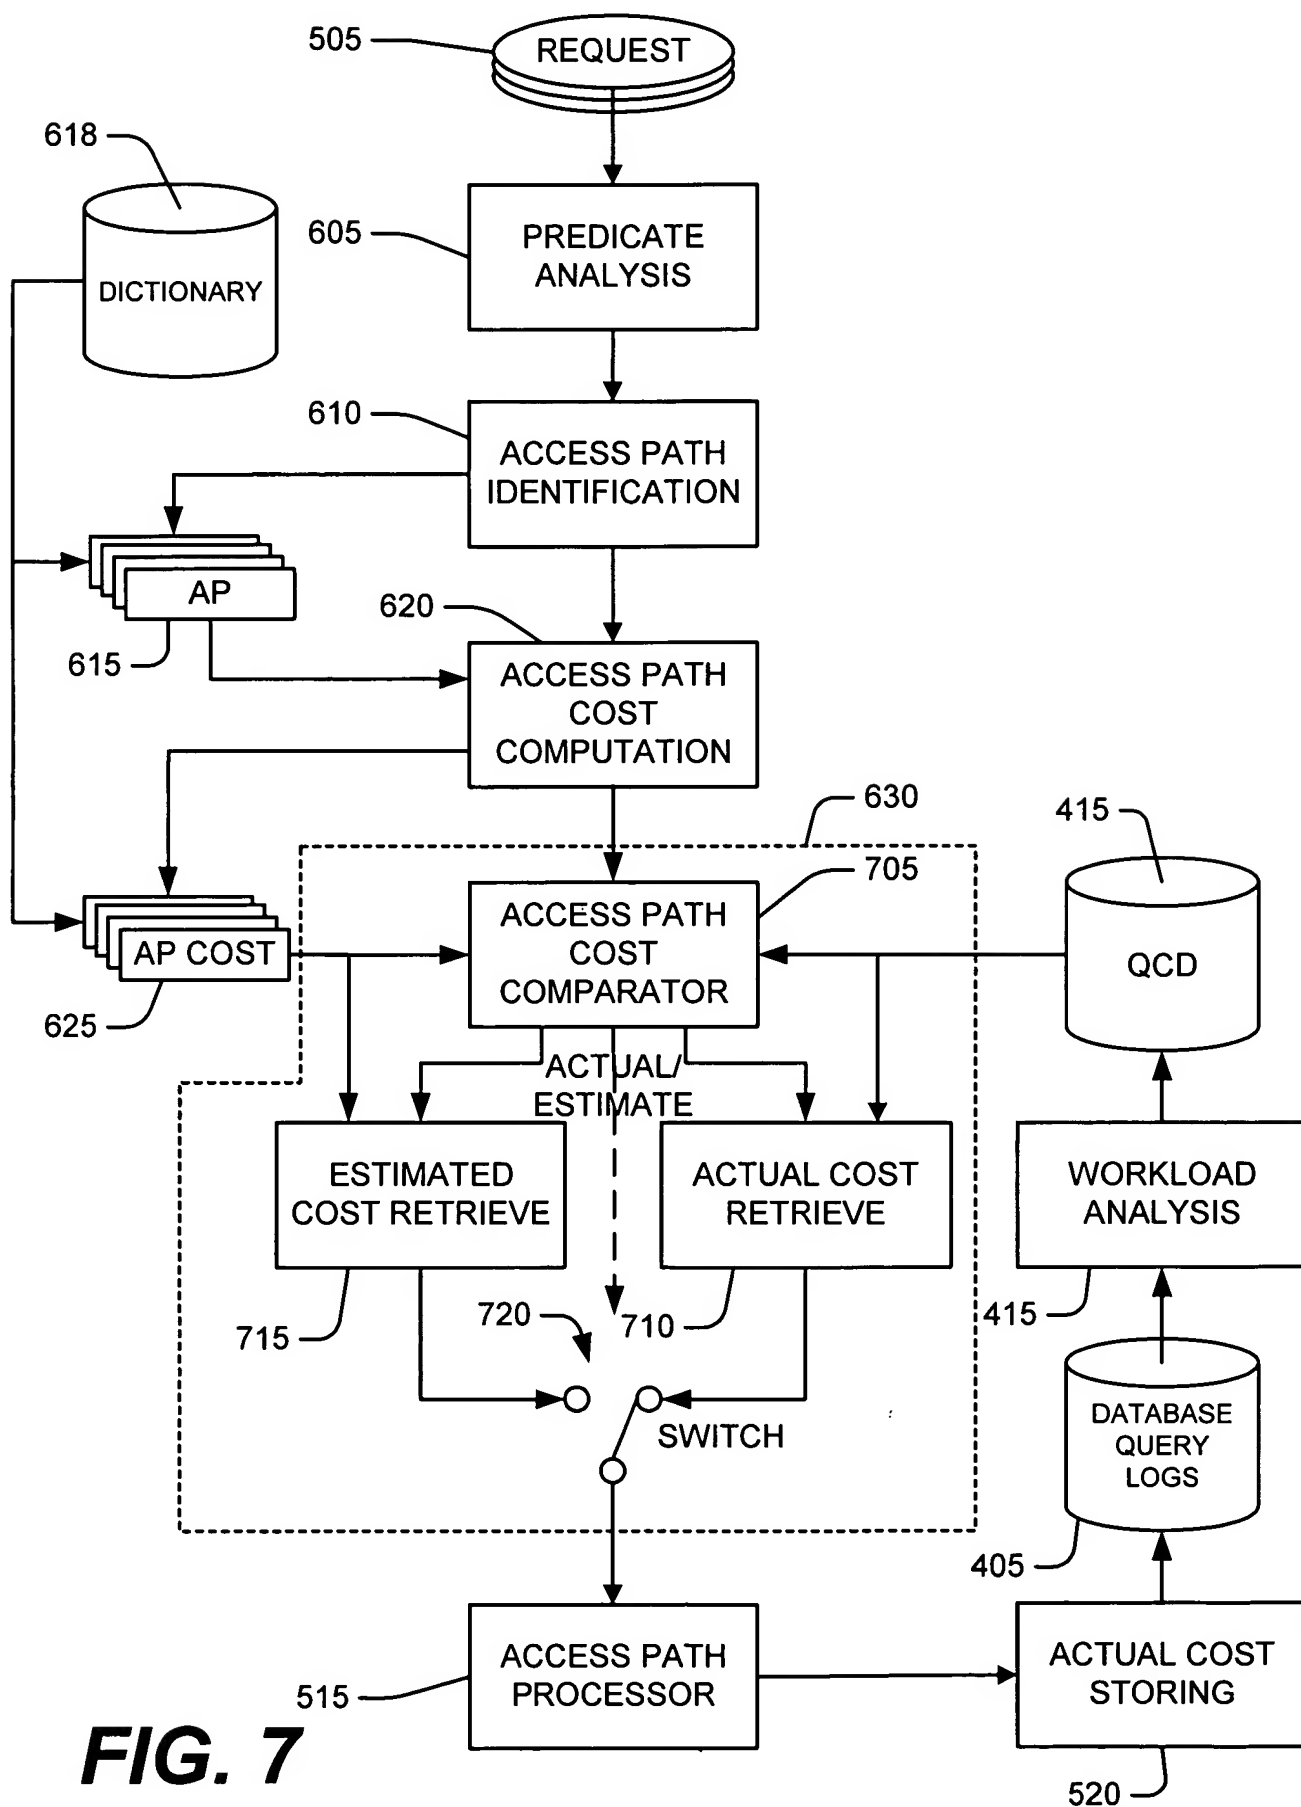 505
REQUEST
618
605
PREDICATE
ANALYSIS
DICTIONARY
610
ACCESS PATH
IDENTIFICATION
AP
615
620
ACCESS PATH
COST
COMPUTATION
630
415
705
ACCESS PATH
COST
COMPARATOR
AP COST
625
QCD
ACTUAL/
ESTIMATE
ESTIMATED
COST RETRIEVE
ACTUAL COST
RETRIEVE
WORKLOAD
ANALYSIS
715
720
710
415
SWITCH
DATABASE
QUERY
LOGS
405
ACCESS PATH
PROCESSOR
515
ACTUAL COST
STORING
520
FIG. 7